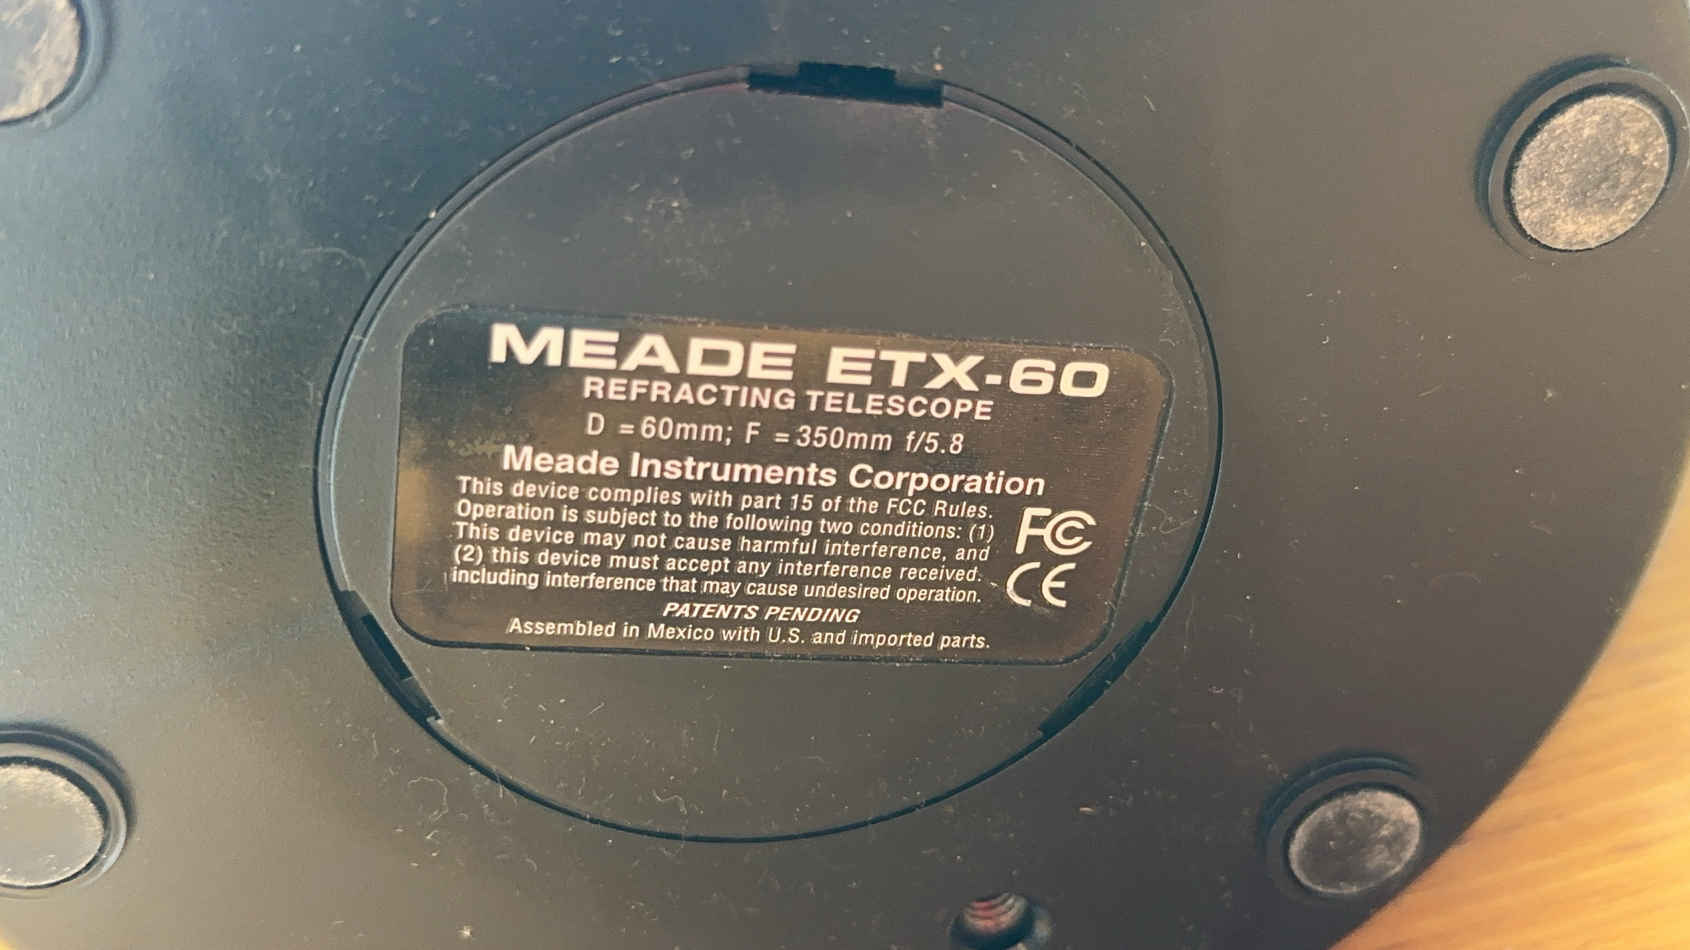 MEADE ETX-60
REFRACTING TELESCOPE
D = 60mm; F = 350mm f/5.8
Meade Instruments Corporation
This device complies with part 15 of the FCC Rules.
Operation is subject to the following two conditions: (1)
This device may not cause harmful interference, and
(2) this device must accept any interference received.
including interference that may cause undesired operation.
FC
CE
PATENTS PENDING
Assembled in Mexico with U.S. and imported parts.